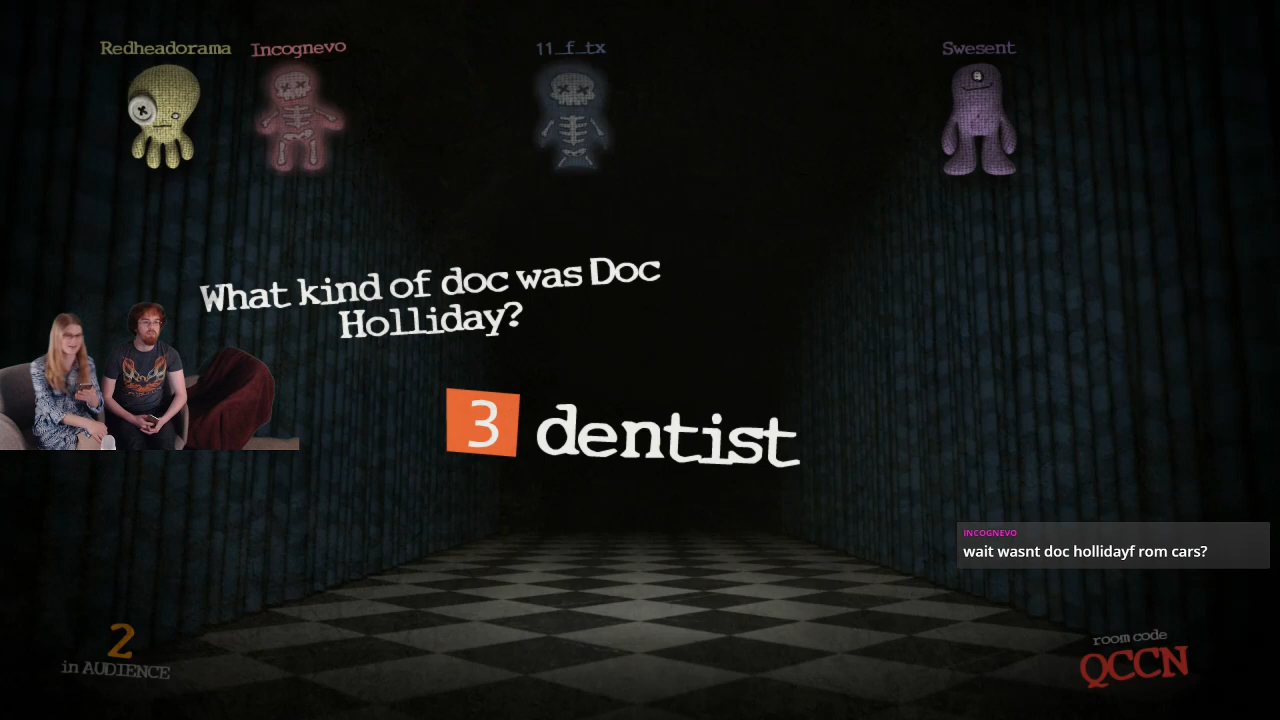 Redheadorama
Incognevo
11_f_tx
Swesent
What kind of doc was Doc
Holliday?
3 dentist
INCOGNEVO
wait wasnt doc hollidayf rom cars?
2
in AUDIENCE
room code
QCCN